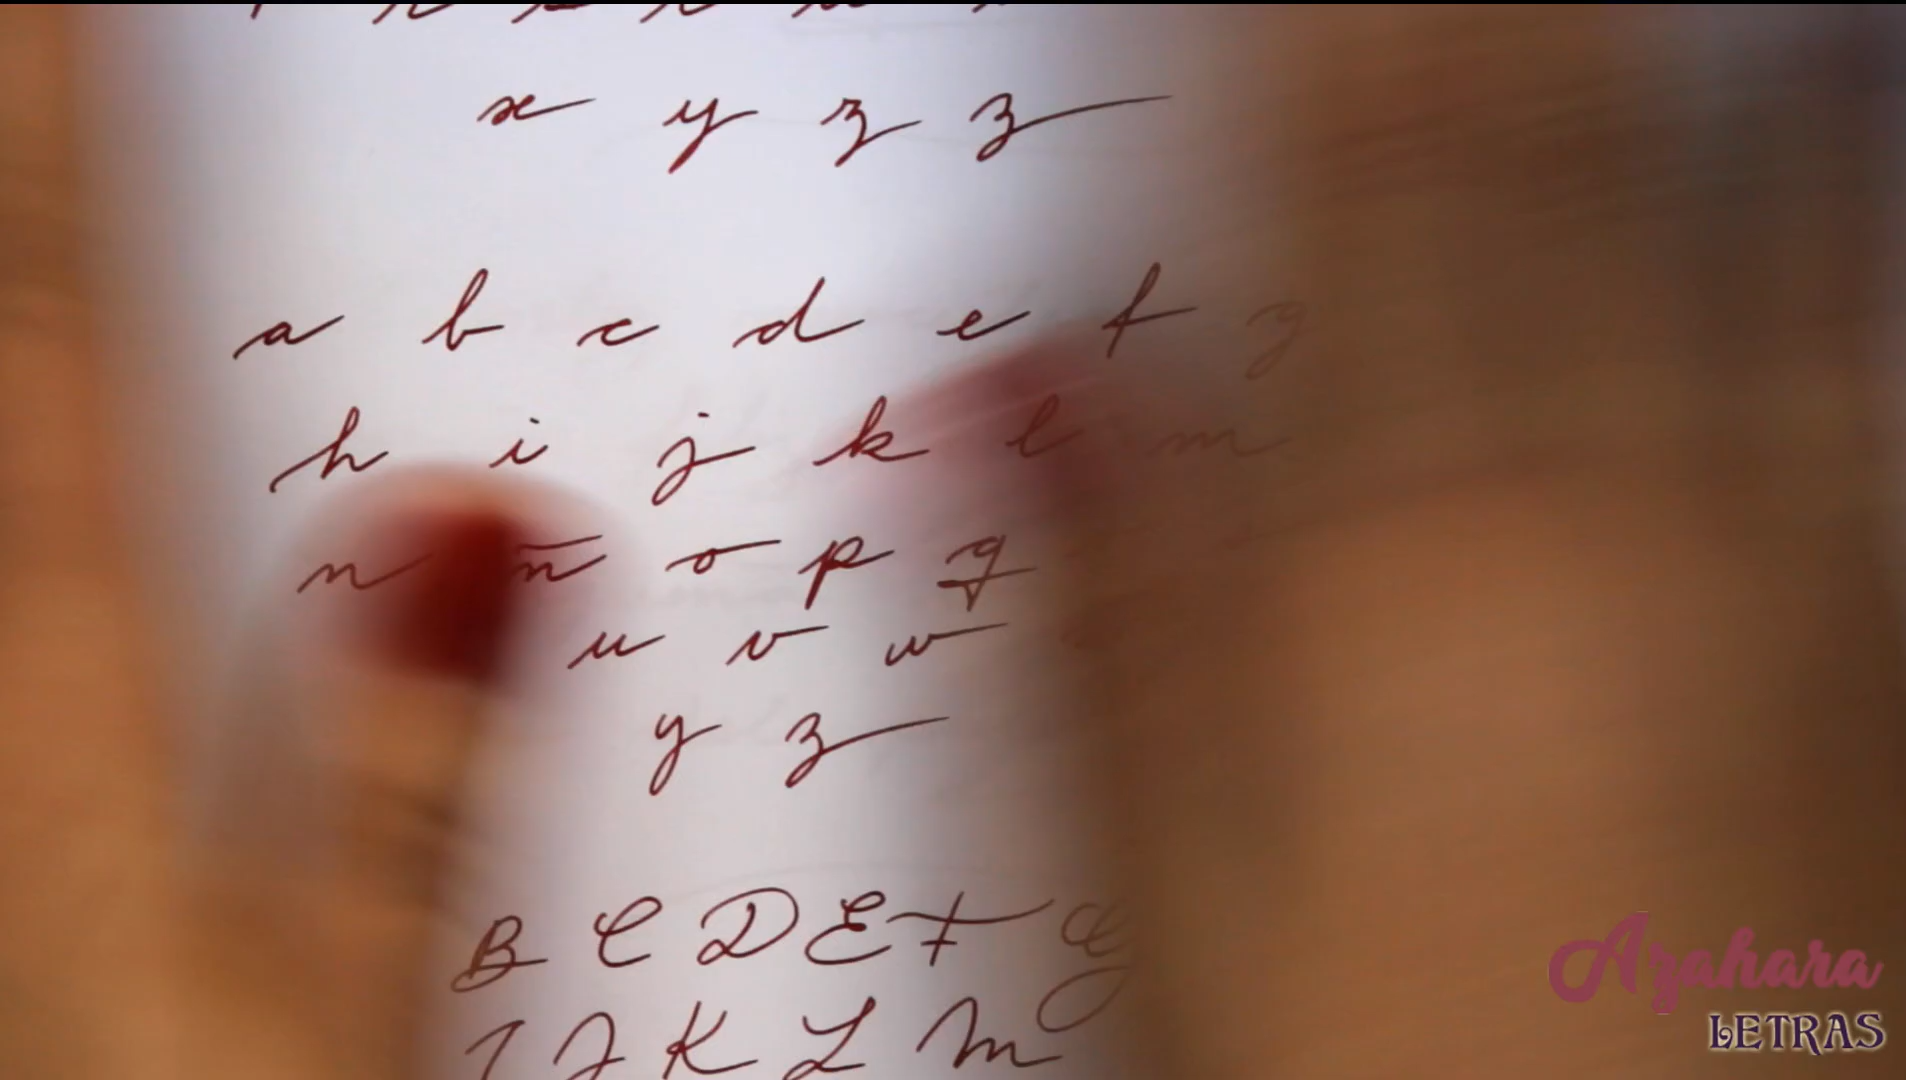 x y z z
a b c d e f g
h i j k l m
n ñ o p q
u v w
y z
B C D E F G
I J K L M
Azahara
LETRAS